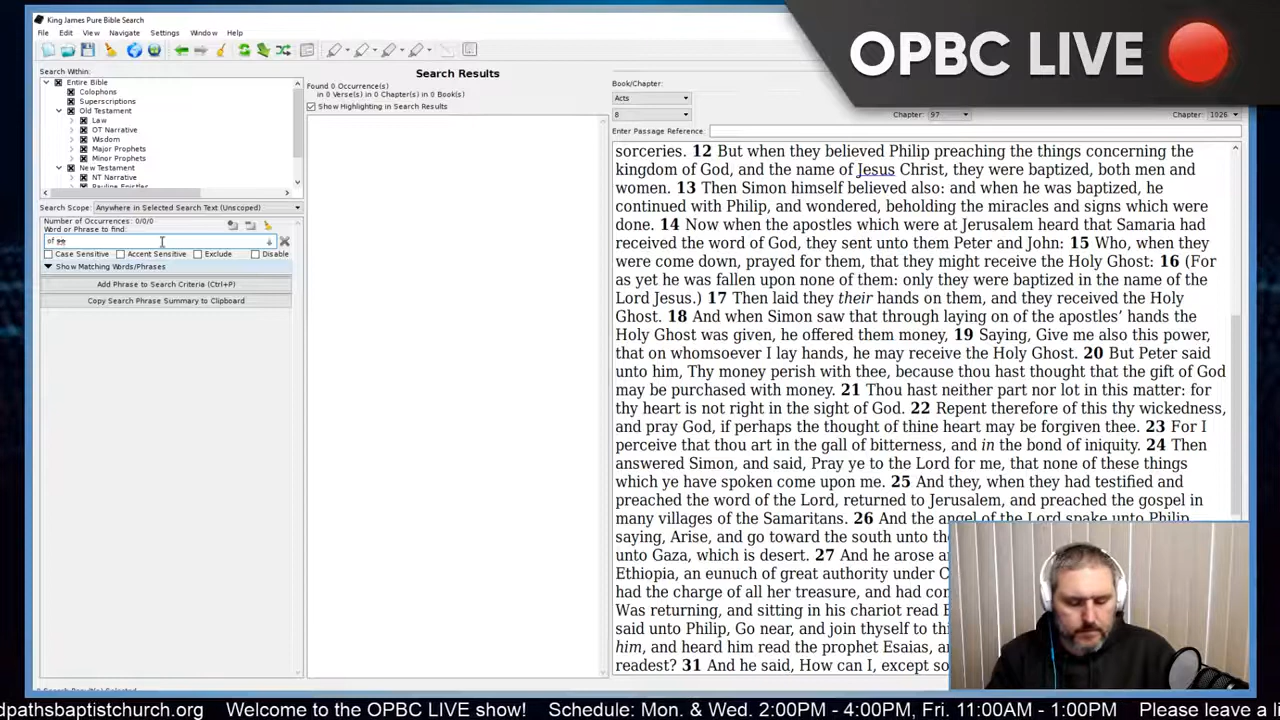 King James Pure Bible Search
OPBC LIVE
File Edit View Navigate Settings Window Help
Search Within:
Entire Bible
Colophons
Superscriptions
Old Testament
Law
OT Narrative
Wisdom
Major Prophets
Minor Prophets
New Testament
NT Narrative
Pauline Epistles
Search Scope: Anywhere in Selected Search Text (Unscoped)
Number of Occurrences: 0/0/0
Word or Phrase to find:
of se
Case Sensitive Accent Sensitive Exclude Disable
Show Matching Words/Phrases
Add Phrase to Search Criteria (Ctrl+P)
Copy Search Phrase Summary to Clipboard
Search Results
Found 0 Occurrence(s)
in 0 Verse(s) in 0 Chapter(s) in 0 Book(s)
Show Highlighting in Search Results
Book/Chapter:
Acts
8 Chapter: 97 Chapter: 1026
Enter Passage Reference:
sorceries. 12 But when they believed Philip preaching the things concerning the
kingdom of God, and the name of Jesus Christ, they were baptized, both men and
women. 13 Then Simon himself believed also: and when he was baptized, he
continued with Philip, and wondered, beholding the miracles and signs which were
done. 14 Now when the apostles which were at Jerusalem heard that Samaria had
received the word of God, they sent unto them Peter and John: 15 Who, when they
were come down, prayed for them, that they might receive the Holy Ghost: 16 (For
as yet he was fallen upon none of them: only they were baptized in the name of the
Lord Jesus.) 17 Then laid they their hands on them, and they received the Holy
Ghost. 18 And when Simon saw that through laying on of the apostles’ hands the
Holy Ghost was given, he offered them money, 19 Saying, Give me also this power,
that on whomsoever I lay hands, he may receive the Holy Ghost. 20 But Peter said
unto him, Thy money perish with thee, because thou hast thought that the gift of God
may be purchased with money. 21 Thou hast neither part nor lot in this matter: for
thy heart is not right in the sight of God. 22 Repent therefore of this thy wickedness,
and pray God, if perhaps the thought of thine heart may be forgiven thee. 23 For I
perceive that thou art in the gall of bitterness, and in the bond of iniquity. 24 Then
answered Simon, and said, Pray ye to the Lord for me, that none of these things
which ye have spoken come upon me. 25 And they, when they had testified and
preached the word of the Lord, returned to Jerusalem, and preached the gospel in
many villages of the Samaritans. 26 And the angel of the Lord spake unto Philip
saying, Arise, and go toward the south unto the
unto Gaza, which is desert. 27 And he arose a
Ethiopia, an eunuch of great authority under C
had the charge of all her treasure, and had co
Was returning, and sitting in his chariot read E
said unto Philip, Go near, and join thyself to thi
him, and heard him read the prophet Esaias, a
readest? 31 And he said, How can I, except so
dpathsbaptistchurch.org Welcome to the OPBC LIVE show! Schedule: Mon. & Wed. 2:00PM - 4:00PM, Fri. 11:00AM - 1:00PM Please leave a li